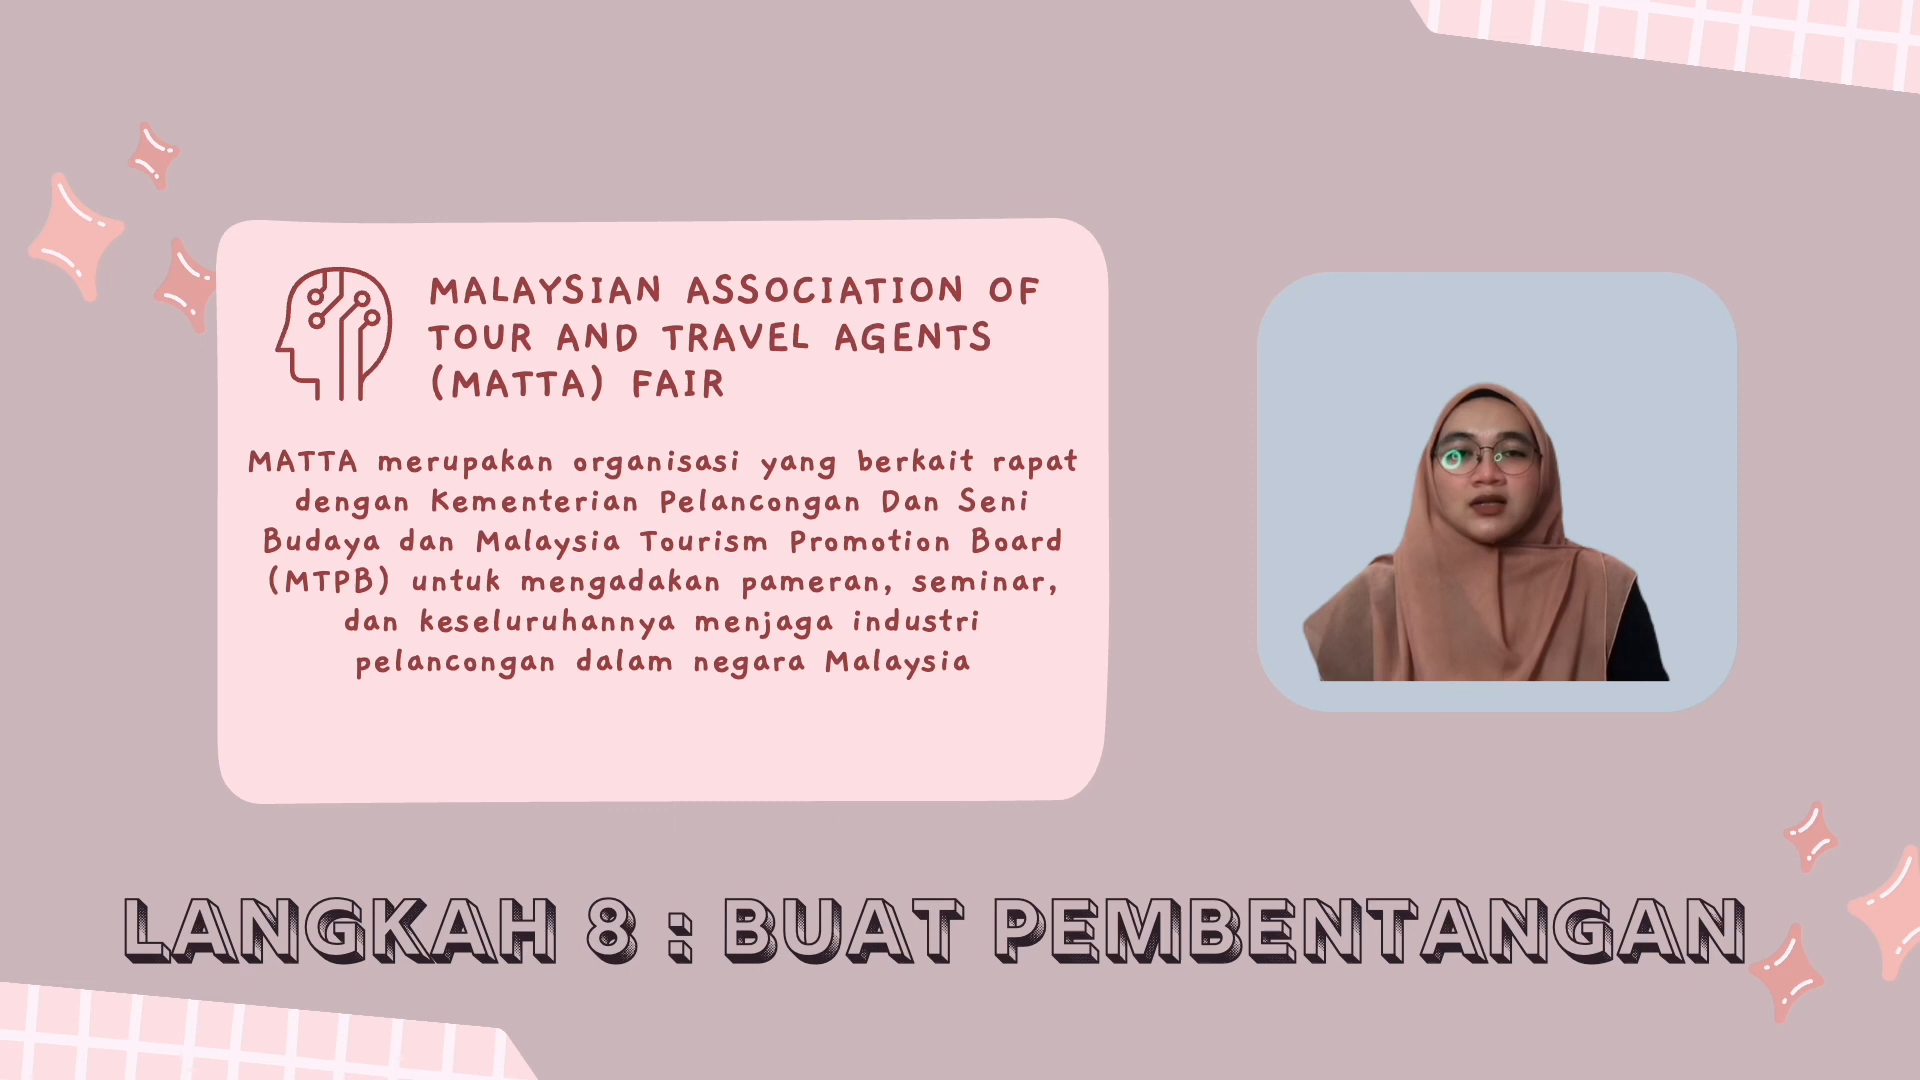 MALAYSIAN ASSOCIATION OF
TOUR AND TRAVEL AGENTS
(MATTA) FAIR
MATTA merupakan organisasi yang berkait rapat
dengan Kementerian Pelancongan Dan Seni
Budaya dan Malaysia Tourism Promotion Board
(MTPB) untuk mengadakan pameran, seminar,
dan keseluruhannya menjaga industri
pelancongan dalam negara Malaysia
LANGKAH 8 : BUAT PEMBENTANGAN